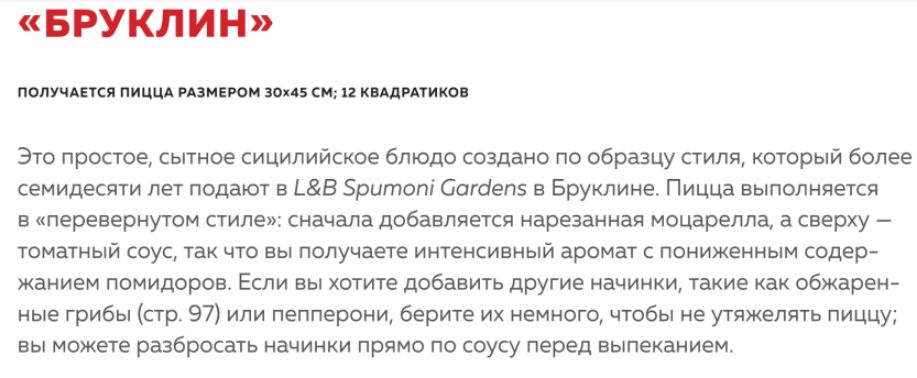 «БРУКЛИН»
ПОЛУЧАЕТСЯ ПИЦЦА РАЗМЕРОМ 30×45 СМ; 12 КВАДРАТИКОВ
Это простое, сытное сицилийское блюдо создано по образцу стиля, который более
семидесяти лет подают в L&B Spumoni Gardens в Бруклине. Пицца выполняется
в «перевернутом стиле»: сначала добавляется нарезанная моцарелла, а сверху —
томатный соус, так что вы получаете интенсивный аромат с пониженным содер-
жанием помидоров. Если вы хотите добавить другие начинки, такие как обжарен-
ные грибы (стр. 97) или пепперони, берите их немного, чтобы не утяжелять пиццу;
вы можете разбросать начинки прямо по соусу перед выпеканием.